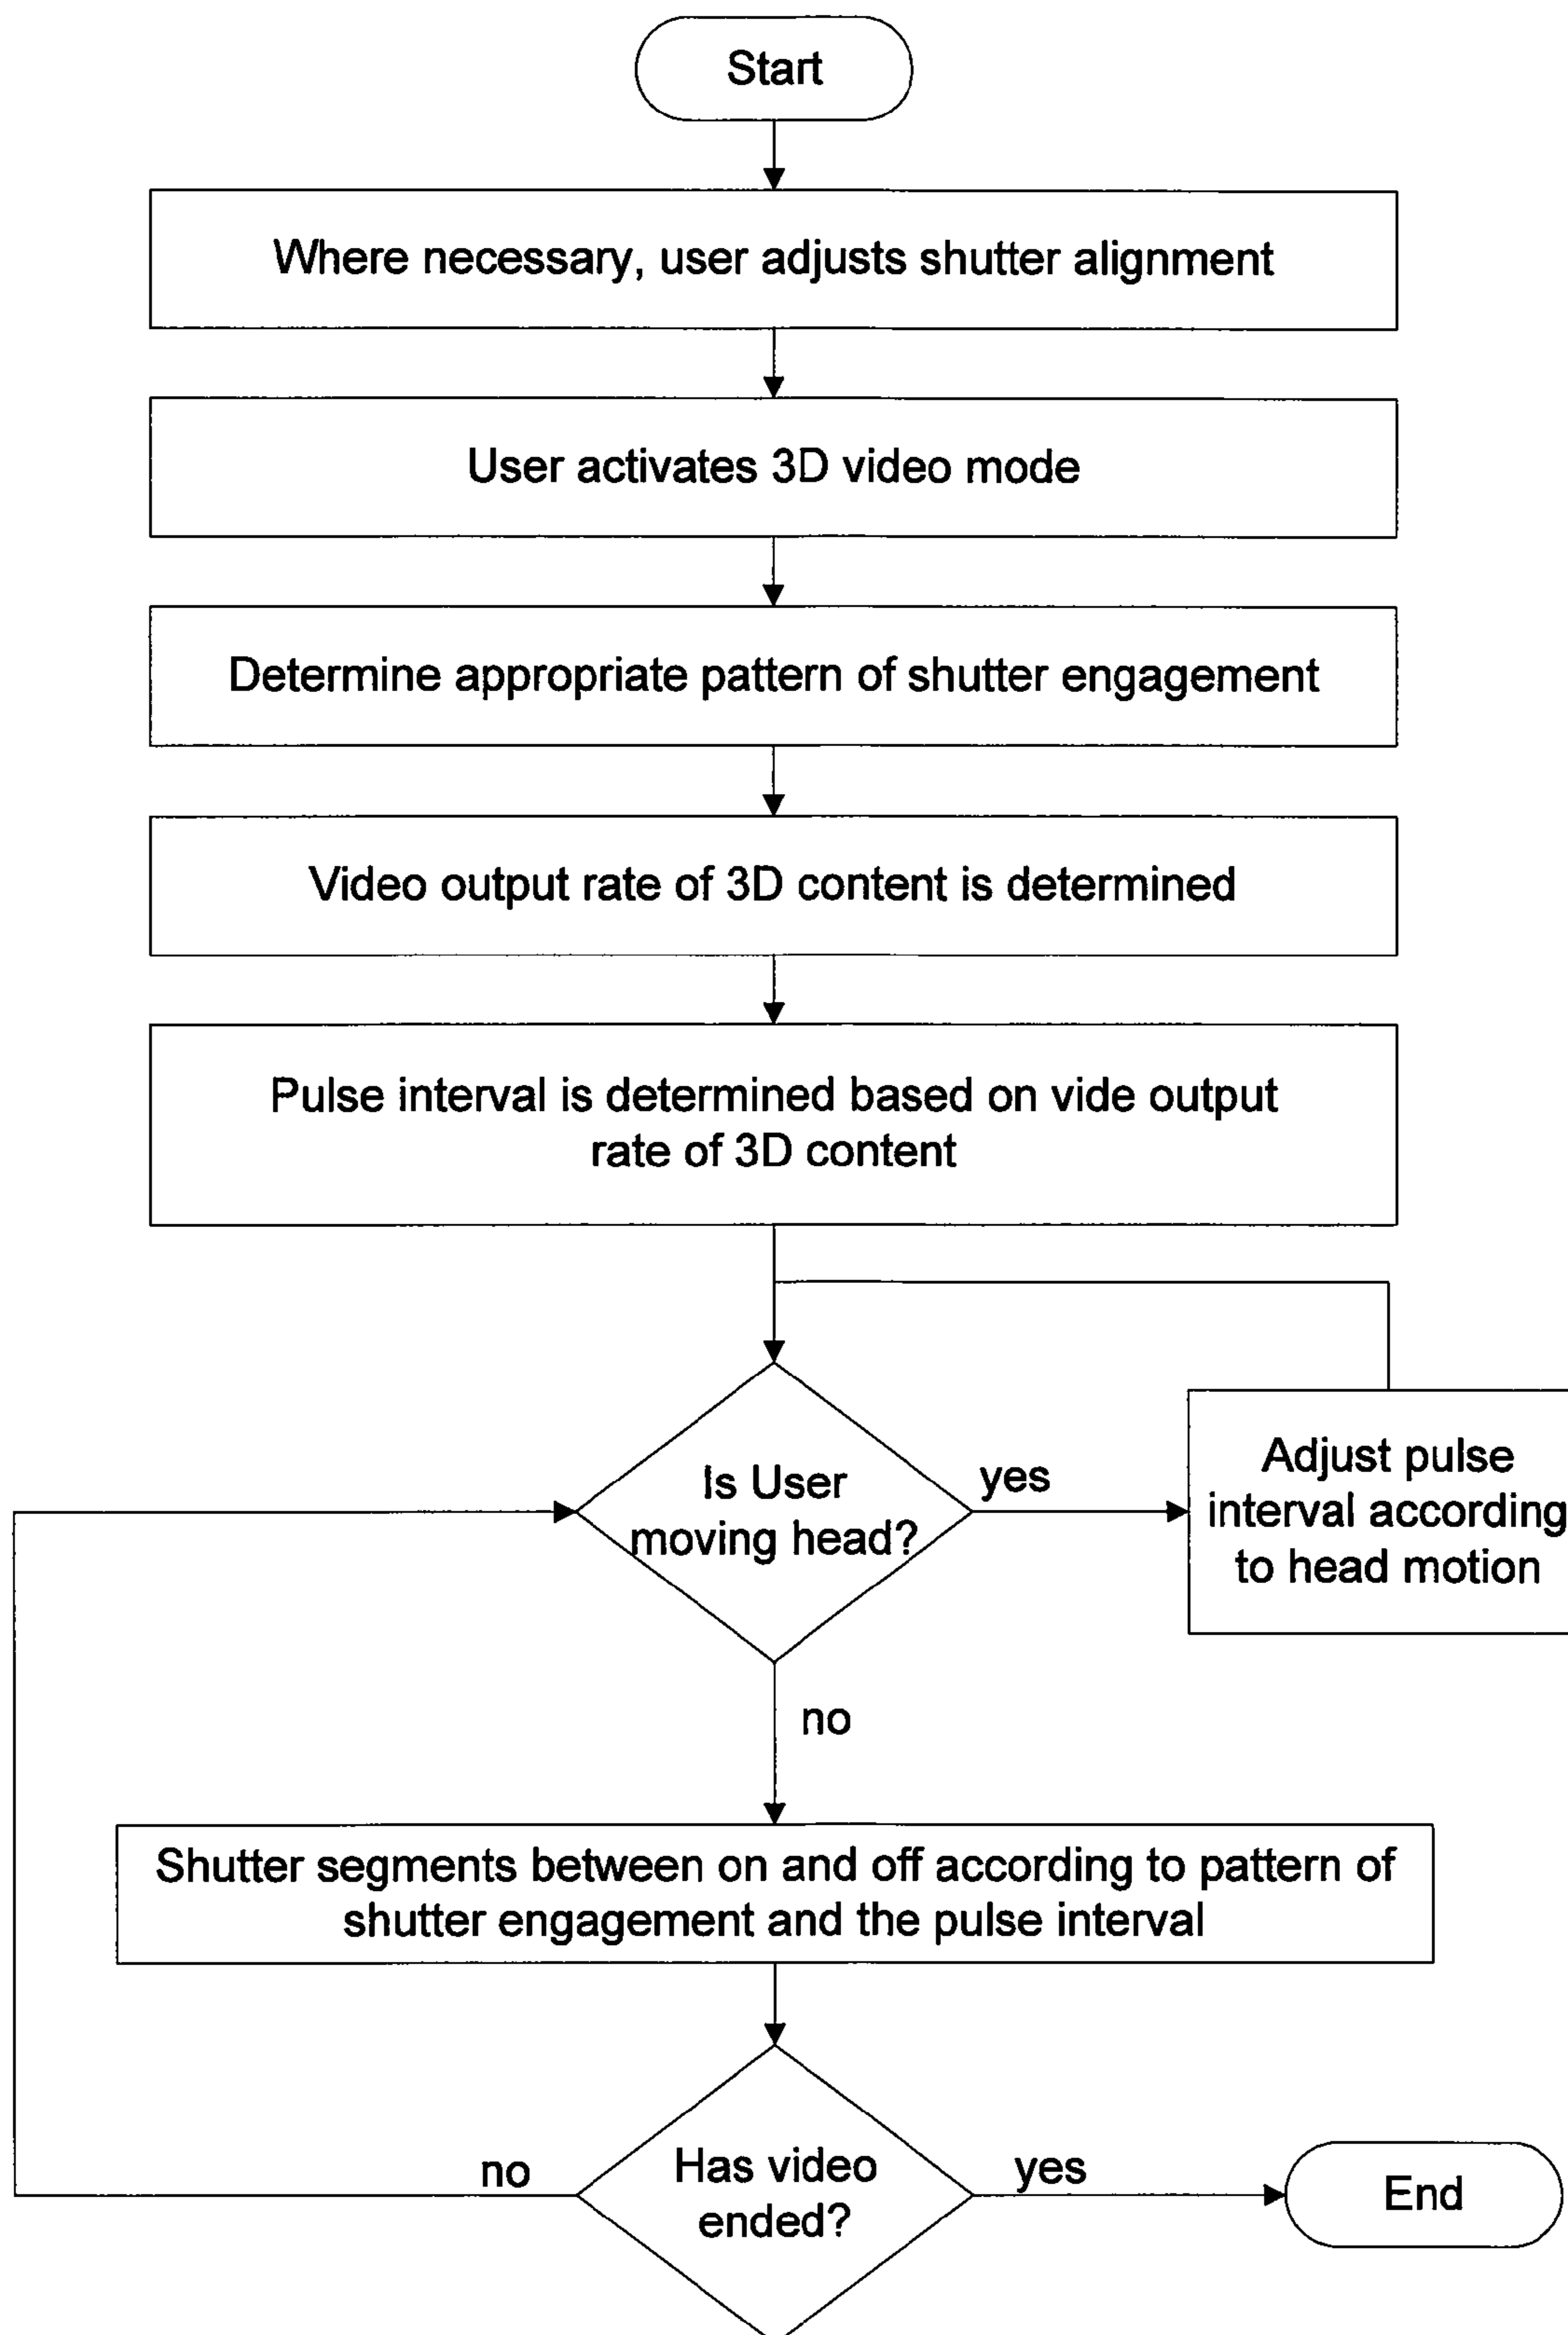 Start
Where necessary, user adjusts shutter alignment
User activates 3D video mode
Determine appropriate pattern of shutter engagement
Video output rate of 3D content is determined
Pulse interval is determined based on vide output
rate of 3D content
Is User
moving head?
yes
Adjust pulse
interval according
to head motion
no
Shutter segments between on and off according to pattern of
shutter engagement and the pulse interval
Has video
ended?
no
yes
End